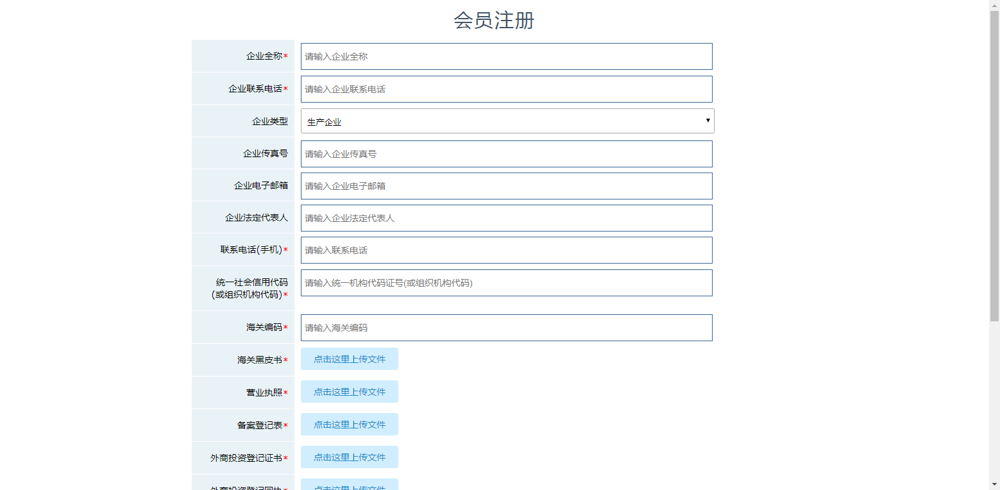 会员注册
企业全称*
请输入企业全称
企业联系电话*
请输入企业联系电话
企业类型
生产企业
企业传真号
请输入企业传真号
企业电子邮箱
请输入企业电子邮箱
企业法定代表人
请输入企业法定代表人
联系电话(手机)*
请输入联系电话
统一社会信用代码
(或组织机构代码)*
请输入统一机构代码证号(或组织机构代码)
海关编码*
请输入海关编码
海关黑皮书*
点击这里上传文件
营业执照*
点击这里上传文件
备案登记表*
点击这里上传文件
外商投资登记证书*
点击这里上传文件
外商投资登记回执*
点击这里上传文件